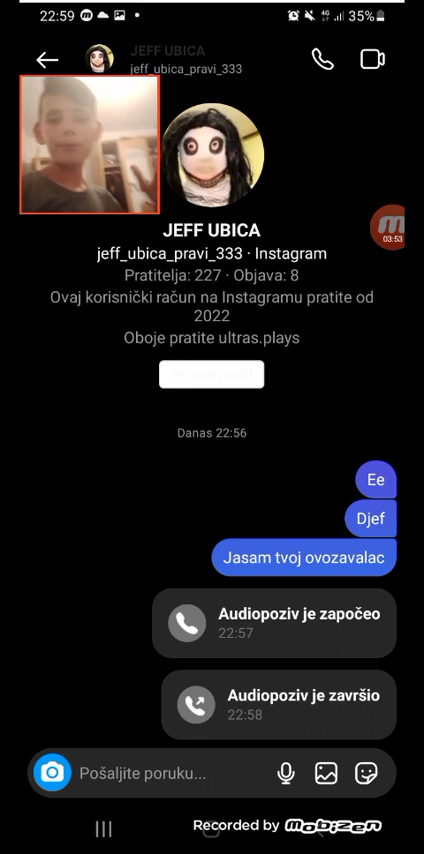 22:59
4G
35%
JEFF UBICA
jeff_ubica_pravi_333
03:53
JEFF UBICA
jeff_ubica_pravi_333 · Instagram
Pratitelja: 227 · Objava: 8
Ovaj korisnički račun na Instagramu pratite od
2022
Oboje pratite ultras.plays
Danas 22:56
Ee
Djef
Jasam tvoj ovozavalac
Audiopoziv je započeo
22:57
Audiopoziv je završio
22:58
Pošaljite poruku...
Recorded by Mobizen